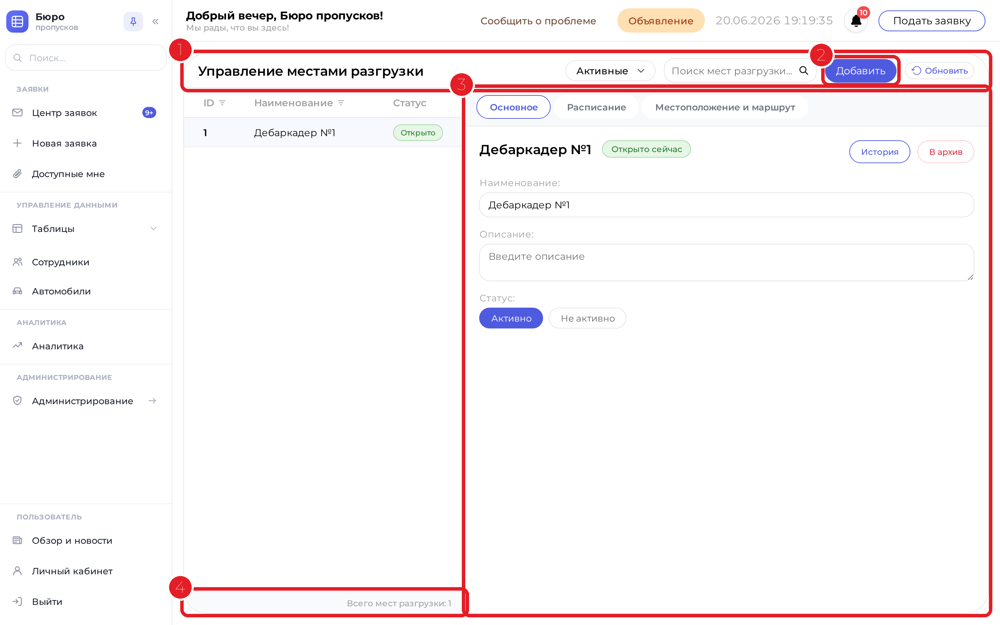 Бюро
пропусков
Поиск...
ЗАЯВКИ
Центр заявок 9+
Новая заявка
Доступные мне
УПРАВЛЕНИЕ ДАННЫМИ
Таблицы
Сотрудники
Автомобили
АНАЛИТИКА
Аналитика
АДМИНИСТРИРОВАНИЕ
Администрирование
ПОЛЬЗОВАТЕЛЬ
Обзор и новости
Личный кабинет
Выйти
Добрый вечер, Бюро пропусков!
Мы рады, что вы здесь!
Сообщить о проблеме
Объявление
20.06.2026 19:19:35
10
Подать заявку
1
Управление местами разгрузки
Активные
Поиск мест разгрузки...
2
Добавить
Обновить
3
ID Наименование Статус
1 Дебаркадер №1 Открыто
4
Всего мест разгрузки: 1
Основное Расписание Местоположение и маршрут
Дебаркадер №1 Открыто сейчас
История В архив
Наименование:
Дебаркадер №1
Описание:
Введите описание
Статус:
Активно Не активно